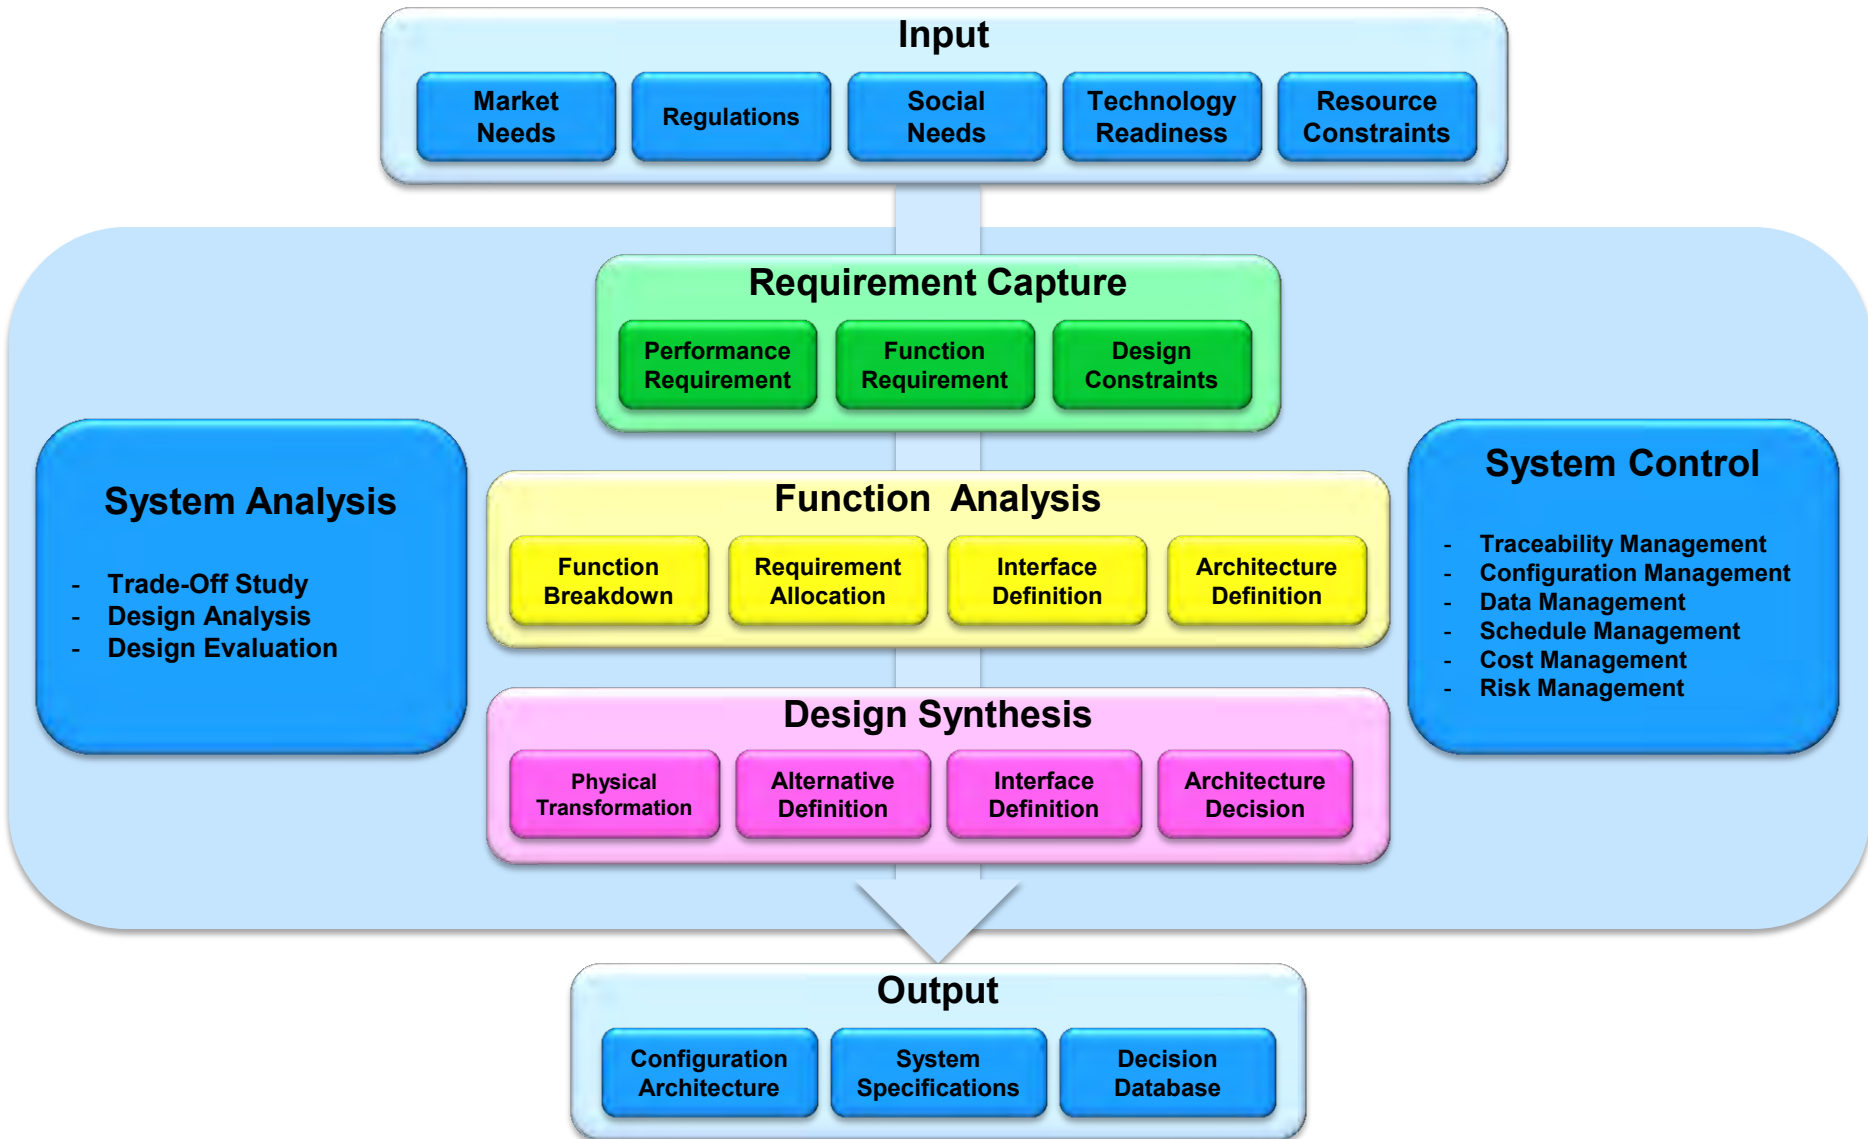 Input
Market
Needs
Regulations
Social
Needs
Technology
Readiness
Resource
Constraints
Requirement Capture
Performance
Requirement
Function
Requirement
Design
Constraints
System Analysis
- Trade-Off Study
- Design Analysis
- Design Evaluation
Function Analysis
Function
Breakdown
Requirement
Allocation
Interface
Definition
Architecture
Definition
Design Synthesis
Physical
Transformation
Alternative
Definition
Interface
Definition
Architecture
Decision
System Control
- Traceability Management
- Configuration Management
- Data Management
- Schedule Management
- Cost Management
- Risk Management
Output
Configuration
Architecture
System
Specifications
Decision
Database